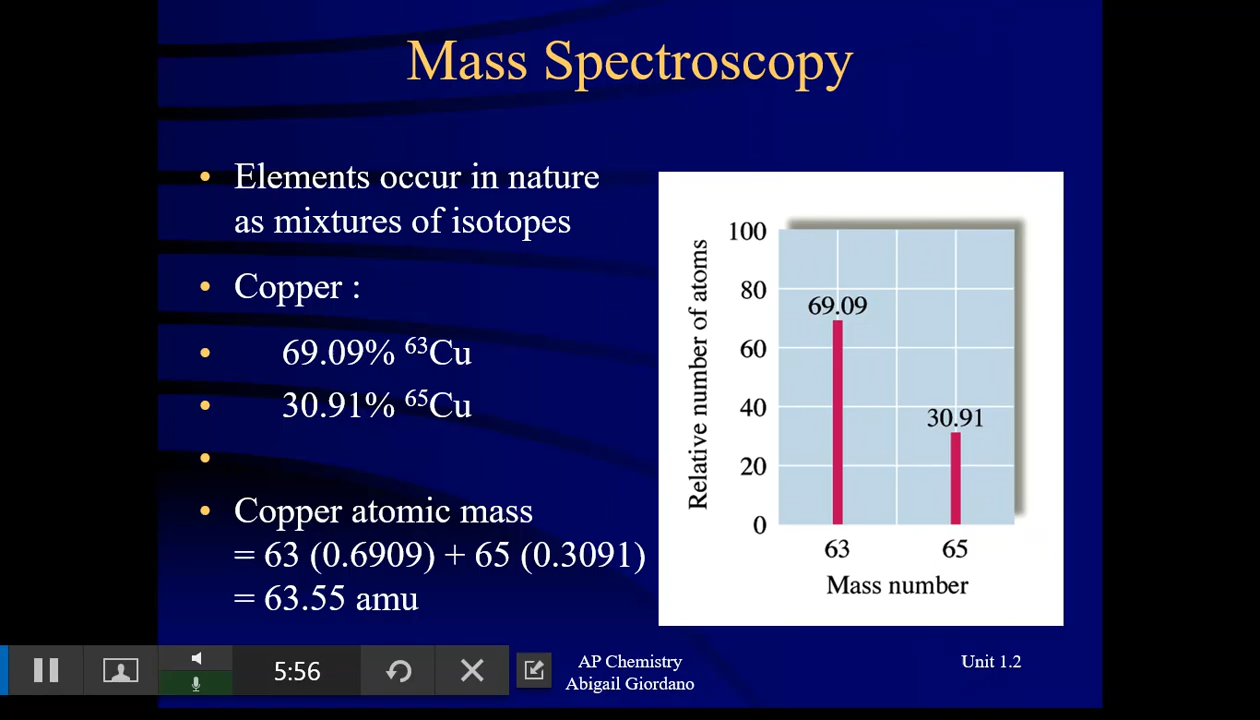 Mass Spectroscopy
• Elements occur in nature
as mixtures of isotopes
• Copper :
• 69.09% ⁶³Cu
• 30.91% ⁶⁵Cu
•
• Copper atomic mass
= 63 (0.6909) + 65 (0.3091)
= 63.55 amu
Relative number of atoms
100
80
60
40
20
0
69.09
30.91
63
65
Mass number
5:56
AP Chemistry
Abigail Giordano
Unit 1.2